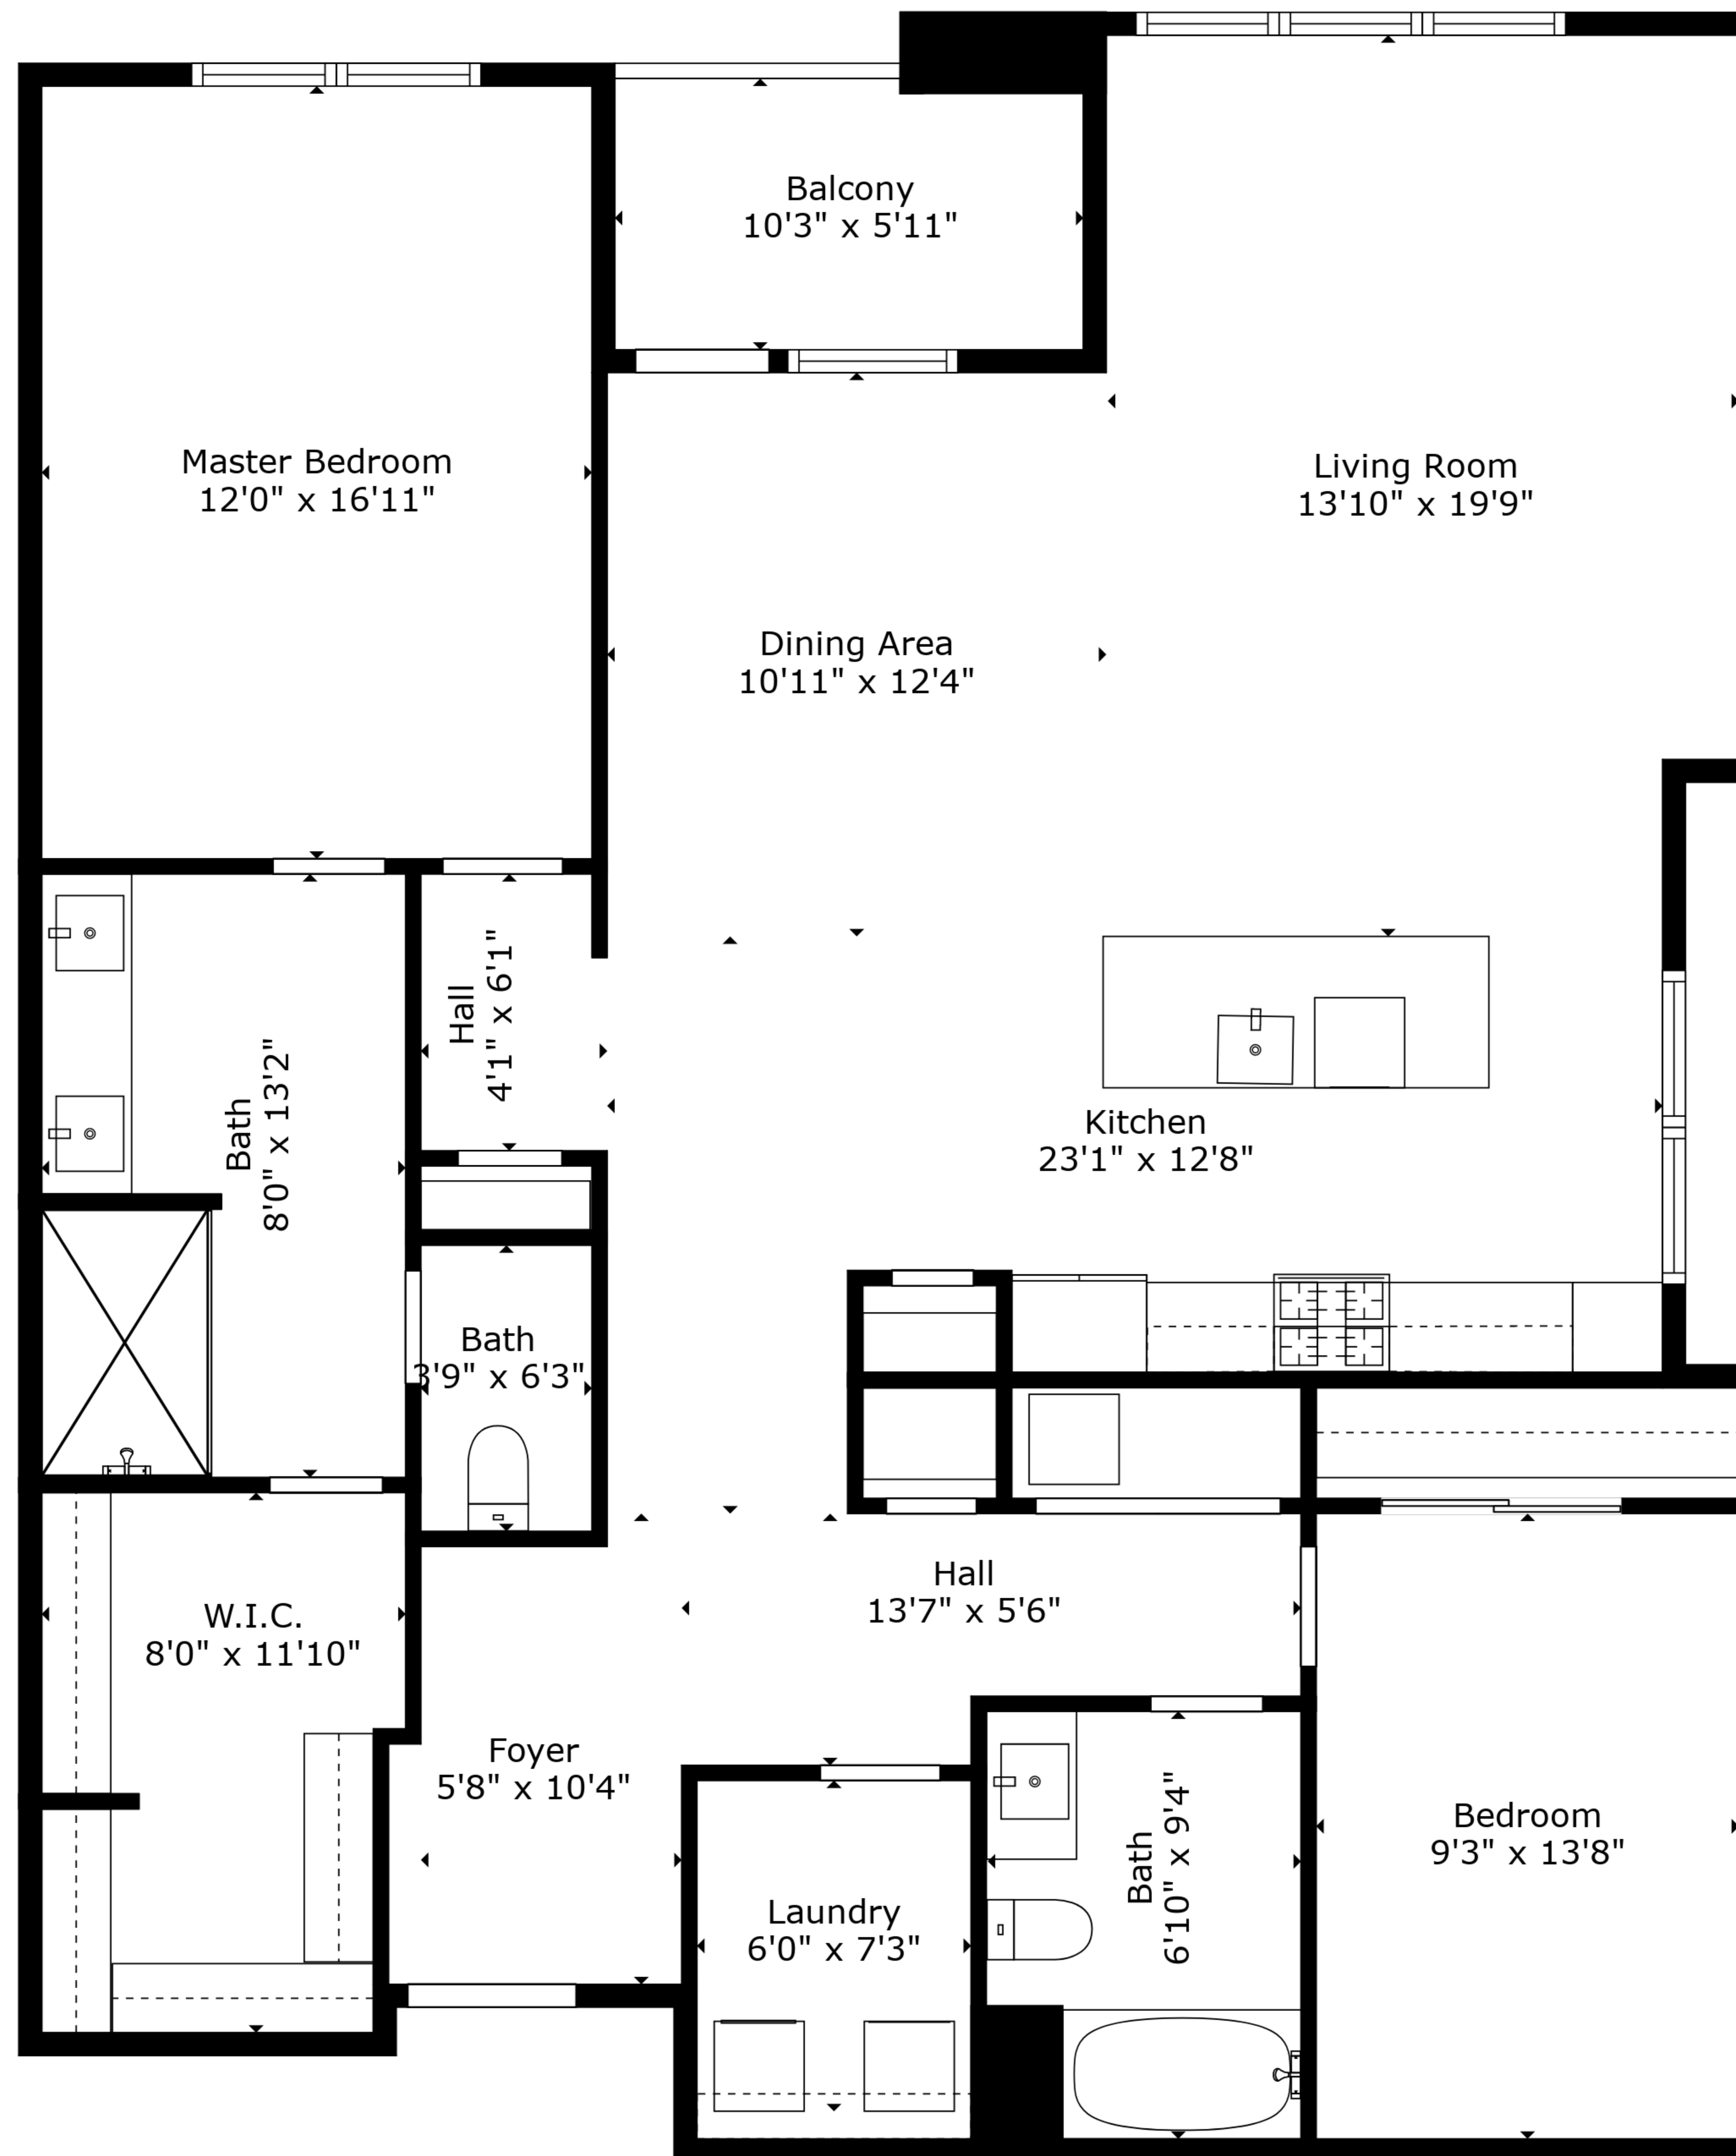 Balcony
10'3" x 5'11"
Master Bedroom
12'0" x 16'11"
Living Room
13'10" x 19'9"
Dining Area
10'11" x 12'4"
Hall
4'1" x 6'1"
Bath
8'0" x 13'2"
Kitchen
23'1" x 12'8"
Bath
3'9" x 6'3"
Hall
13'7" x 5'6"
W.I.C.
8'0" x 11'10"
Foyer
5'8" x 10'4"
Bath
6'10" x 9'4"
Bedroom
9'3" x 13'8"
Laundry
6'0" x 7'3"